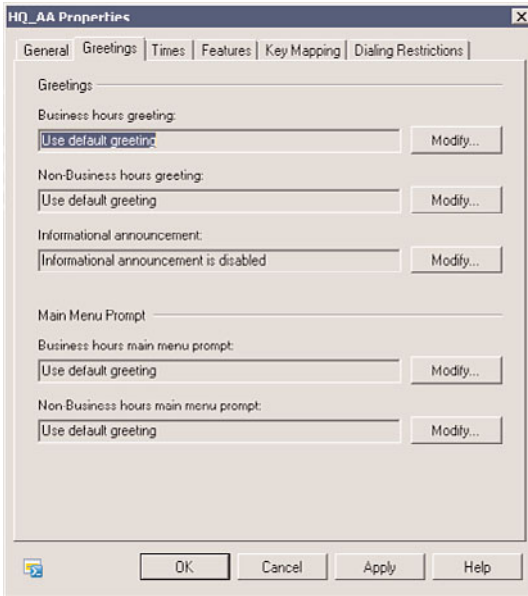 HQ_AA Properties
General Greetings Times Features Key Mapping Dialing Restrictions
Greetings
Business hours greeting:
Use default greeting Modify...
Non-Business hours greeting:
Use default greeting Modify...
Informational announcement:
Informational announcement is disabled Modify...
Main Menu Prompt
Business hours main menu prompt:
Use default greeting Modify...
Non-Business hours main menu prompt:
Use default greeting Modify...
OK Cancel Apply Help